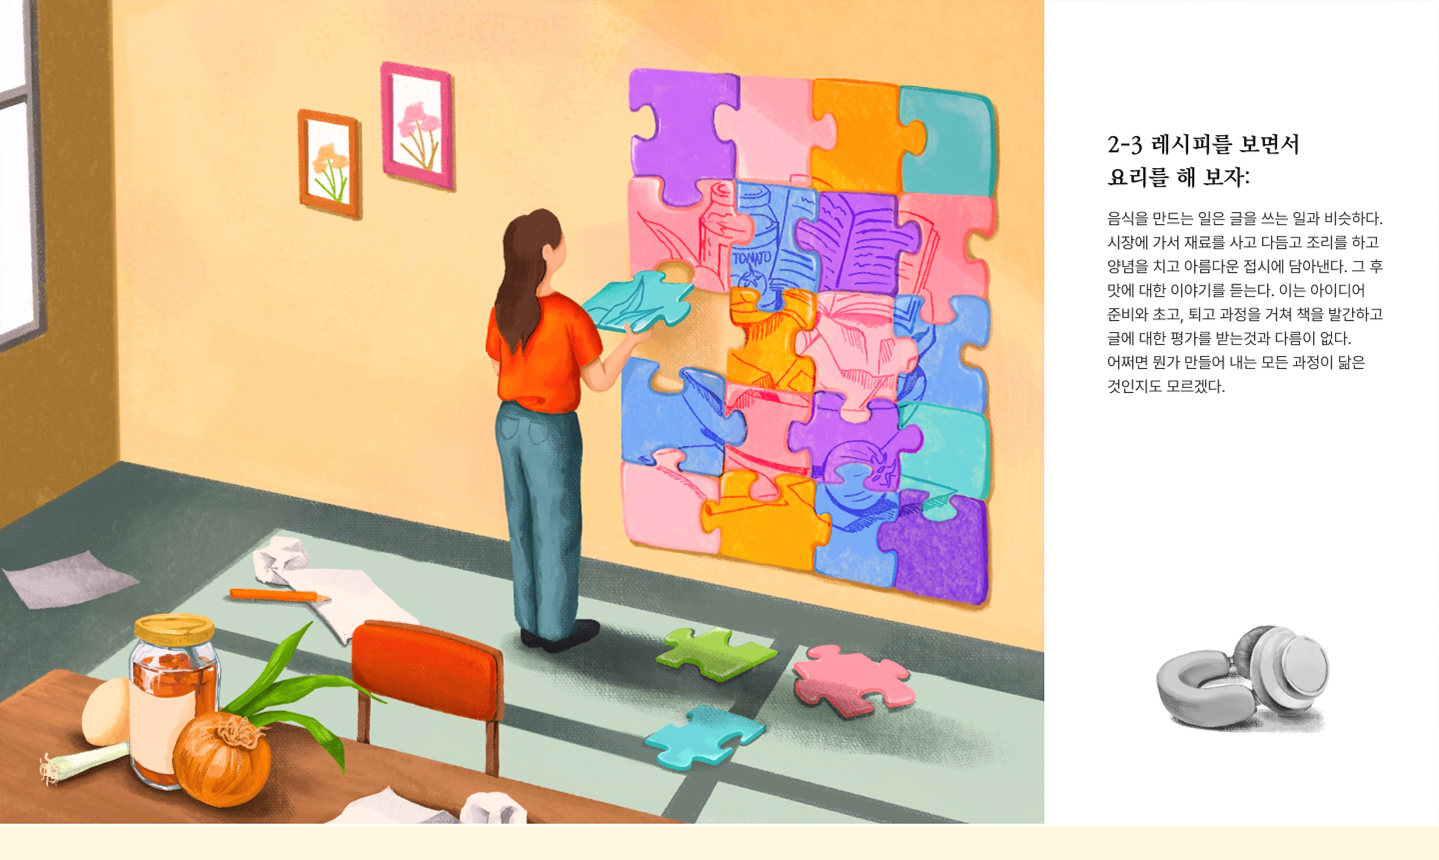 TOMATO
2-3 레시피를 보면서
요리를 해 보자:
음식을 만드는 일은 글을 쓰는 일과 비슷하다.
시장에 가서 재료를 사고 다듬고 조리를 하고
양념을 치고 아름다운 접시에 담아낸다. 그 후
맛에 대한 이야기를 듣는다. 이는 아이디어
준비와 초고, 퇴고 과정을 거쳐 책을 발간하고
글에 대한 평가를 받는것과 다름이 없다.
어쩌면 뭔가 만들어 내는 모든 과정이 닮은
것인지도 모르겠다.